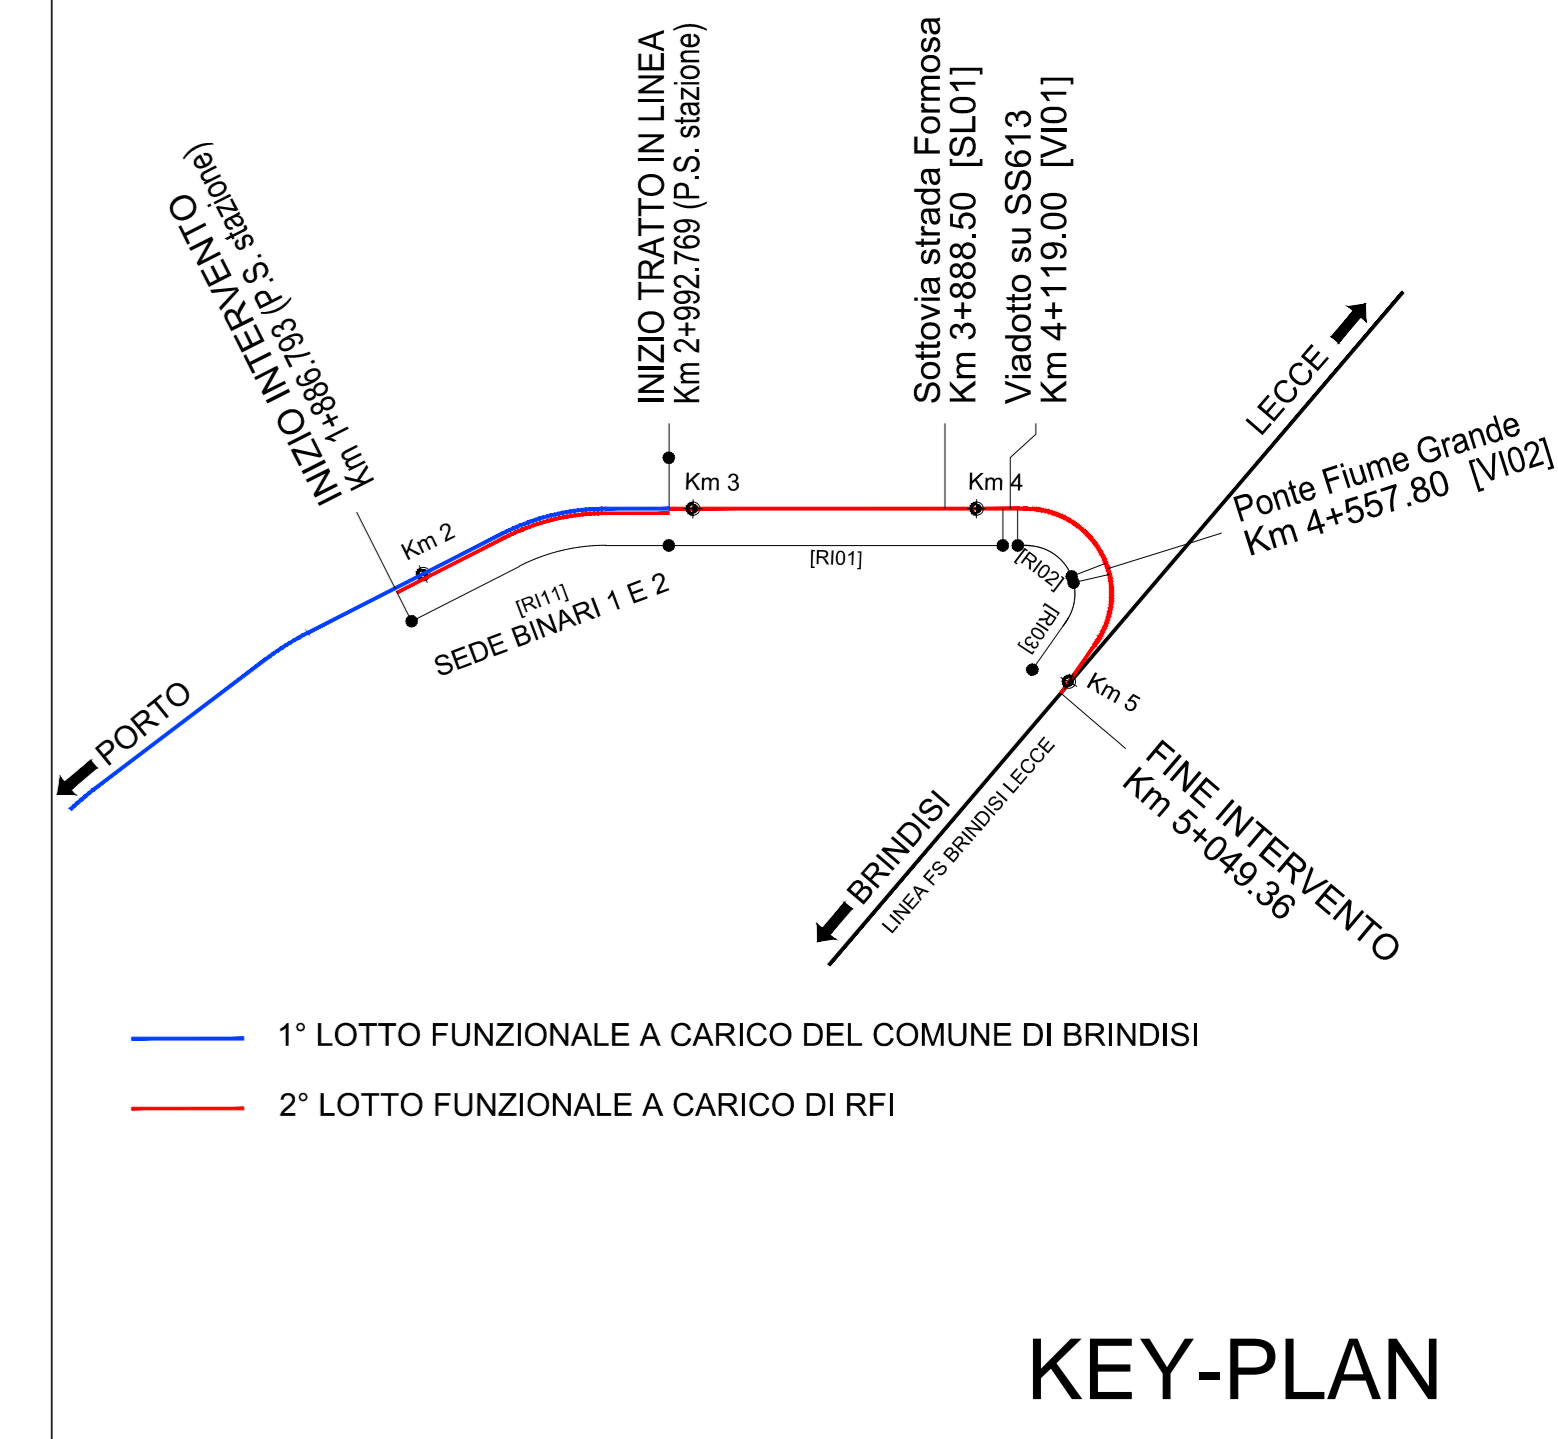 INIZIO INTERVENTO
Km 1+886.793 (P.S. stazione)
INIZIO TRATTO IN LINEA
Km 2+992.769 (P.S. stazione)
Sottovia strada Formosa
Km 3+888.50 [SL01]
Viadotto su SS613
Km 4+119.00 [VI01]
LECCE
Ponte Fiume Grande
Km 4+557.80 [VI02]
Km 2
Km 3
Km 4
[RI11]
SEDE BINARI 1 E 2
[RI01]
[RI02]
[RI03]
Km 5
PORTO
FINE INTERVENTO
Km 5+049.36
BRINDISI
LINEA FS BRINDISI LECCE
1° LOTTO FUNZIONALE A CARICO DEL COMUNE DI BRINDISI
2° LOTTO FUNZIONALE A CARICO DI RFI
KEY-PLAN